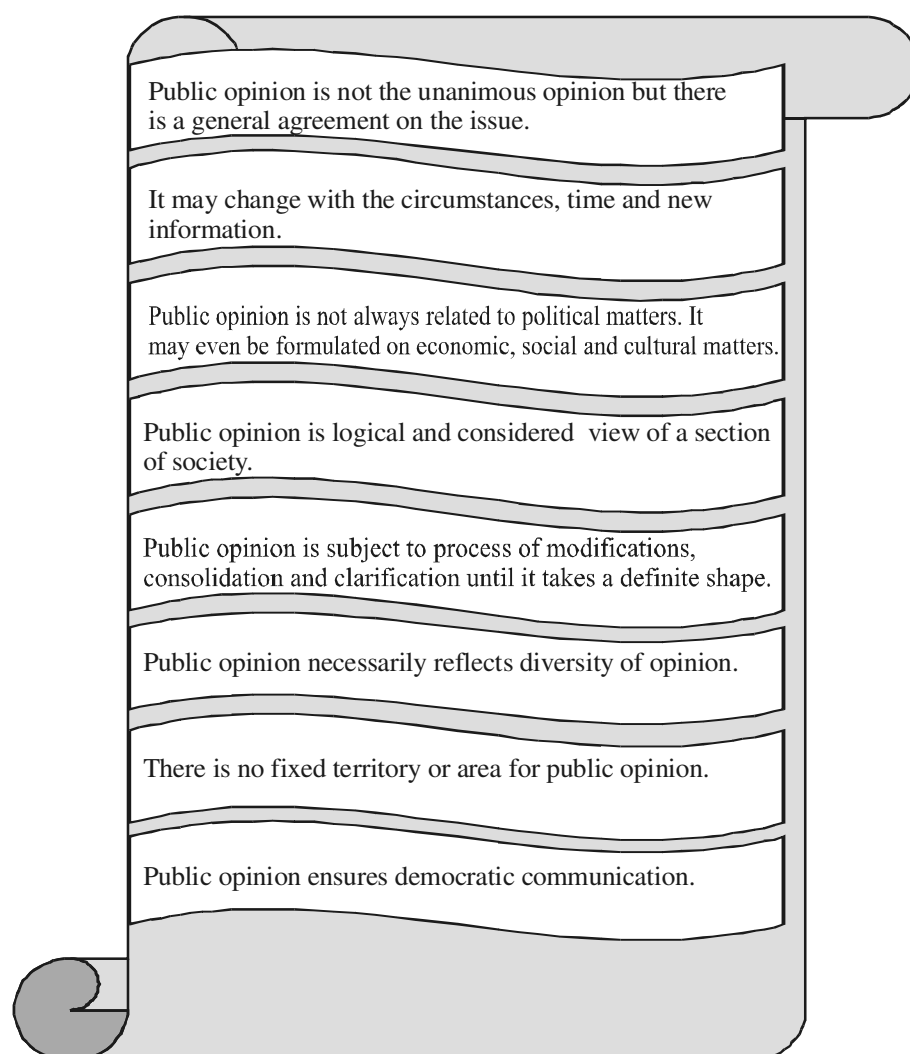 Public opinion is not the unanimous opinion but there
is a general agreement on the issue.
It may change with the circumstances, time and new
information.
Public opinion is not always related to political matters. It
may even be formulated on economic, social and cultural matters.
Public opinion is logical and considered view of a section
of society.
Public opinion is subject to process of modifications,
consolidation and clarification until it takes a definite shape.
Public opinion necessarily reflects diversity of opinion.
There is no fixed territory or area for public opinion.
Public opinion ensures democratic communication.